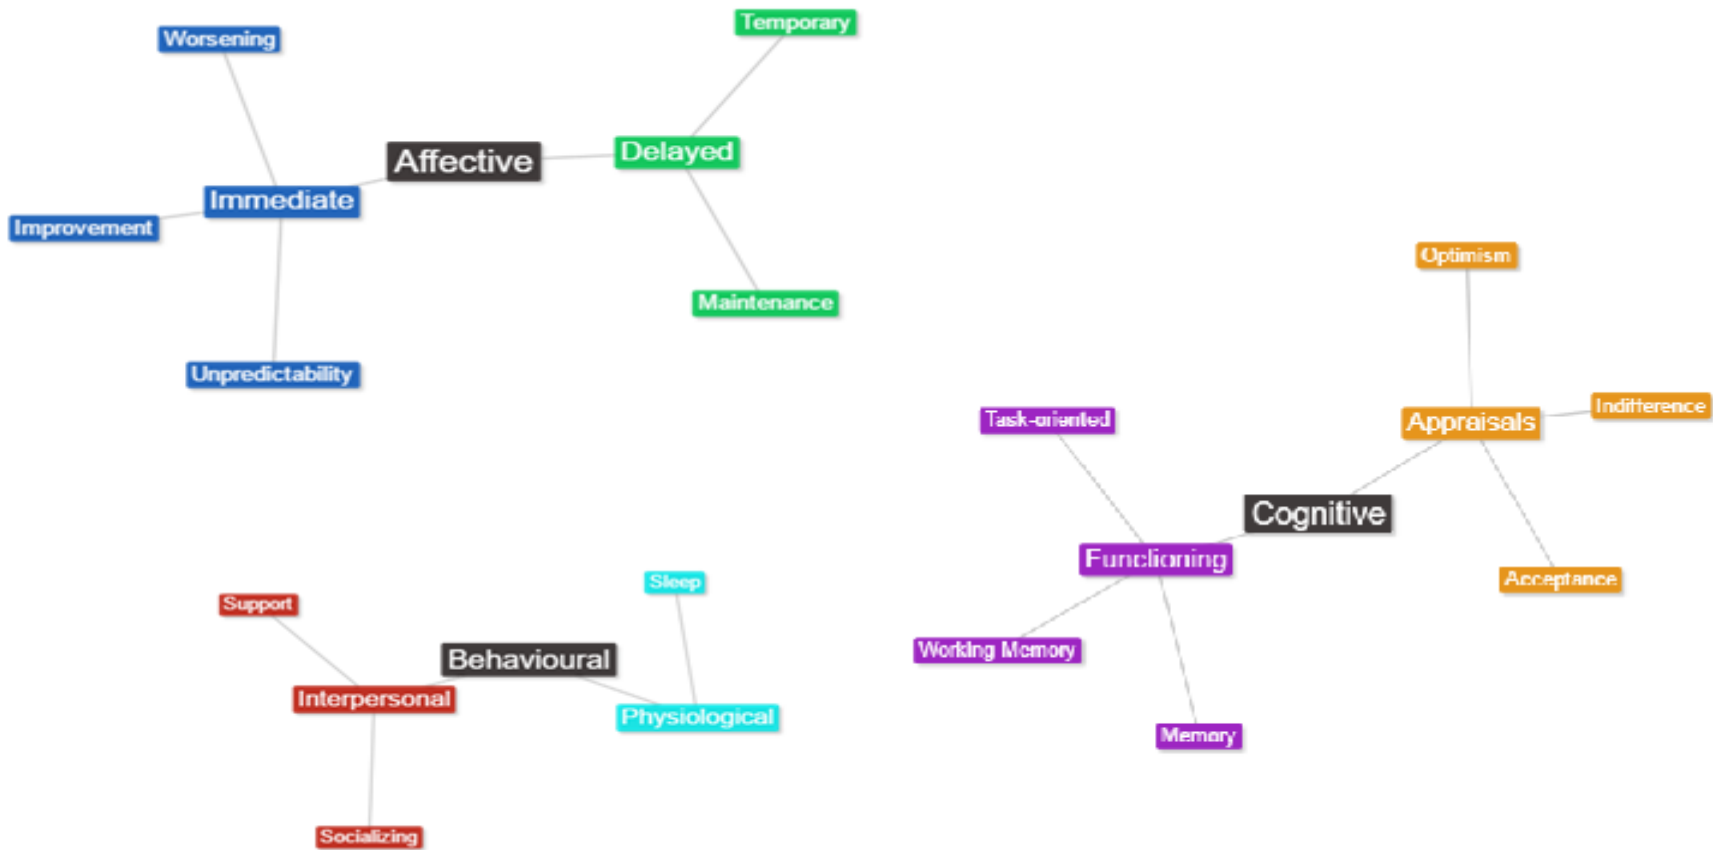 Worsening
Temporary
Affective
Delayed
Immediate
Improvement
Maintenance
Unpredictability
Optimism
Indifference
Task-oriented
Appraisals
Cognitive
Functioning
Acceptance
Working Memory
Memory
Sleep
Support
Behavioural
Interpersonal
Physiological
Socializing